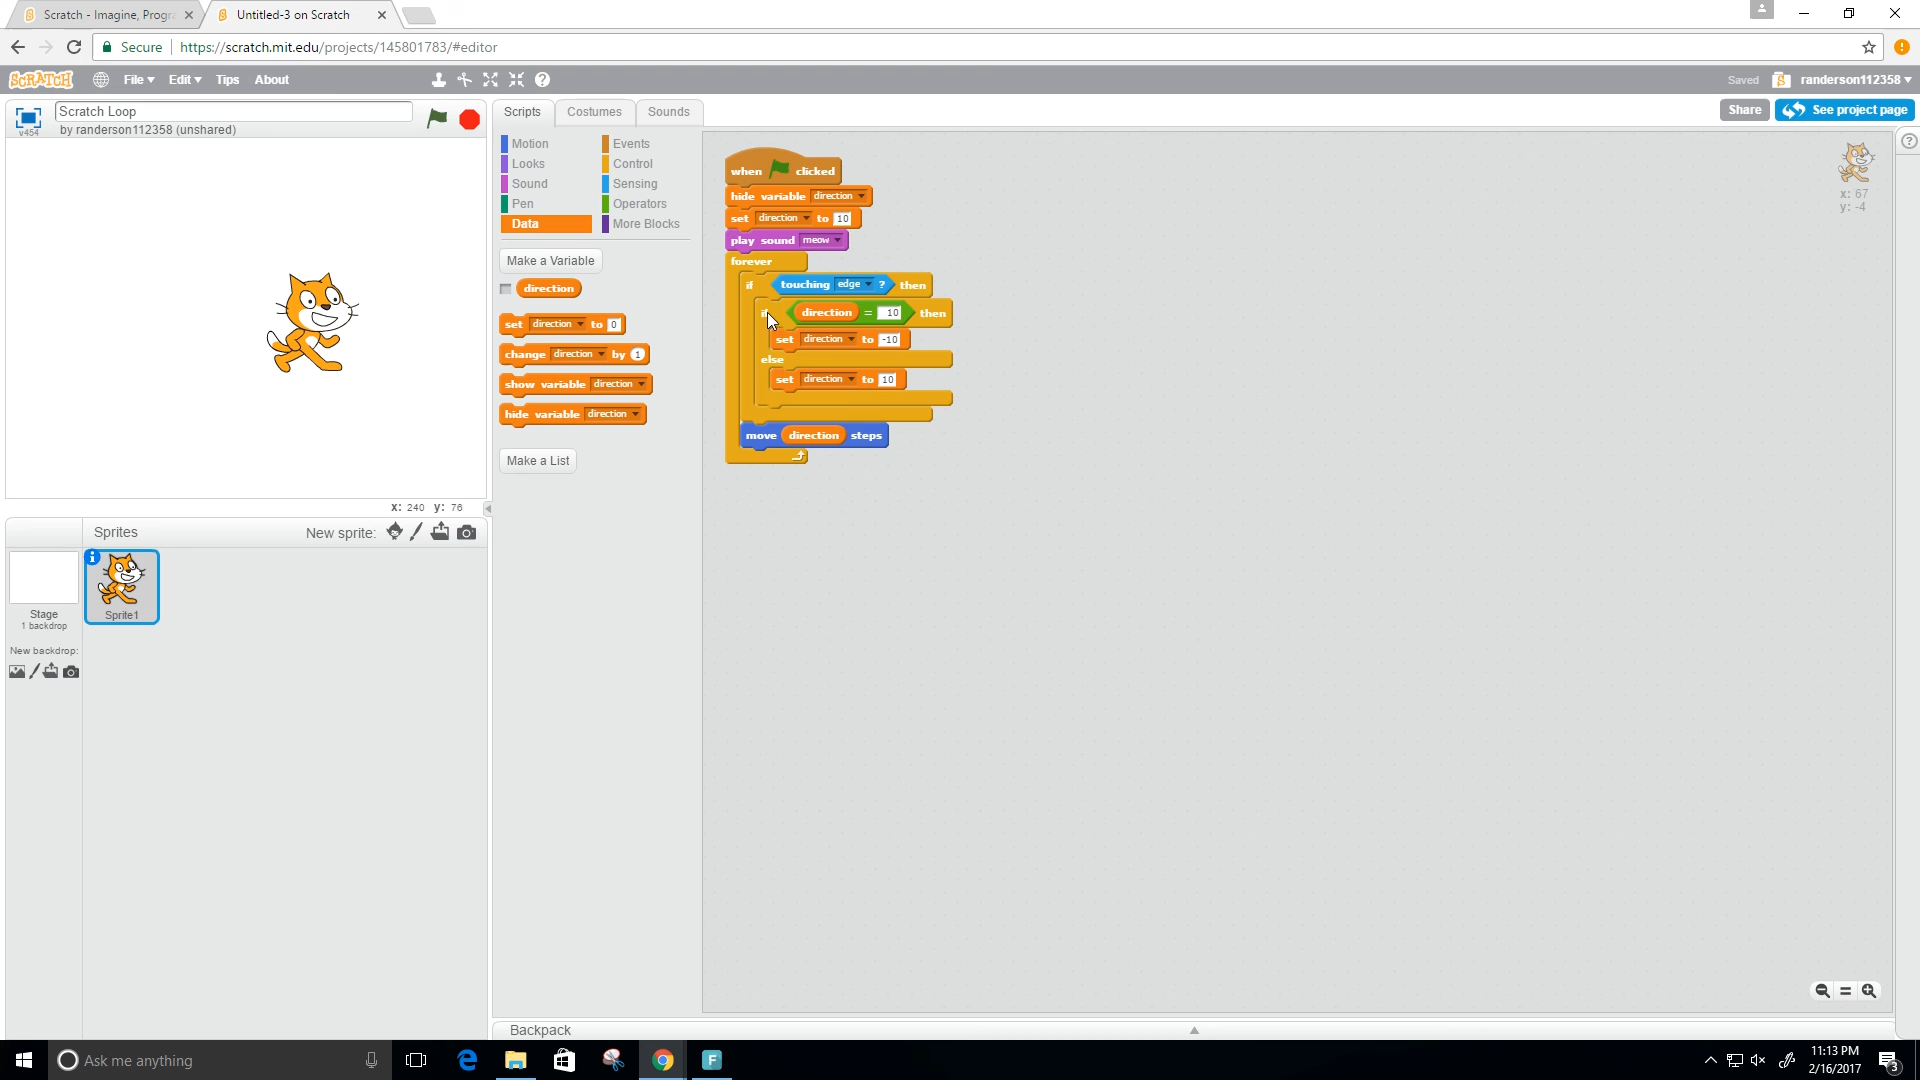 Scratch - Imagine, Progra
Untitled-3 on Scratch
Secure
https://scratch.mit.edu/projects/145801783/#editor
SCRATCH
File
Edit
Tips
About
Saved
randerson112358
v454
Scratch Loop
by randerson112358 (unshared)
Scripts
Costumes
Sounds
Share
See project page
Motion
Events
Looks
Control
Sound
Sensing
Pen
Operators
Data
More Blocks
Make a Variable
direction
set direction to 0
change direction by 1
show variable direction
hide variable direction
Make a List
when clicked
hide variable direction
set direction to 10
play sound meow
forever
if touching edge ? then
if direction = 10 then
set direction to -10
else
set direction to 10
move direction steps
x: 67
y: -4
x: 240 y: 76
Sprites
New sprite:
Stage
1 backdrop
Sprite1
New backdrop:
Backpack
Ask me anything
F
11:13 PM
2/16/2017
3